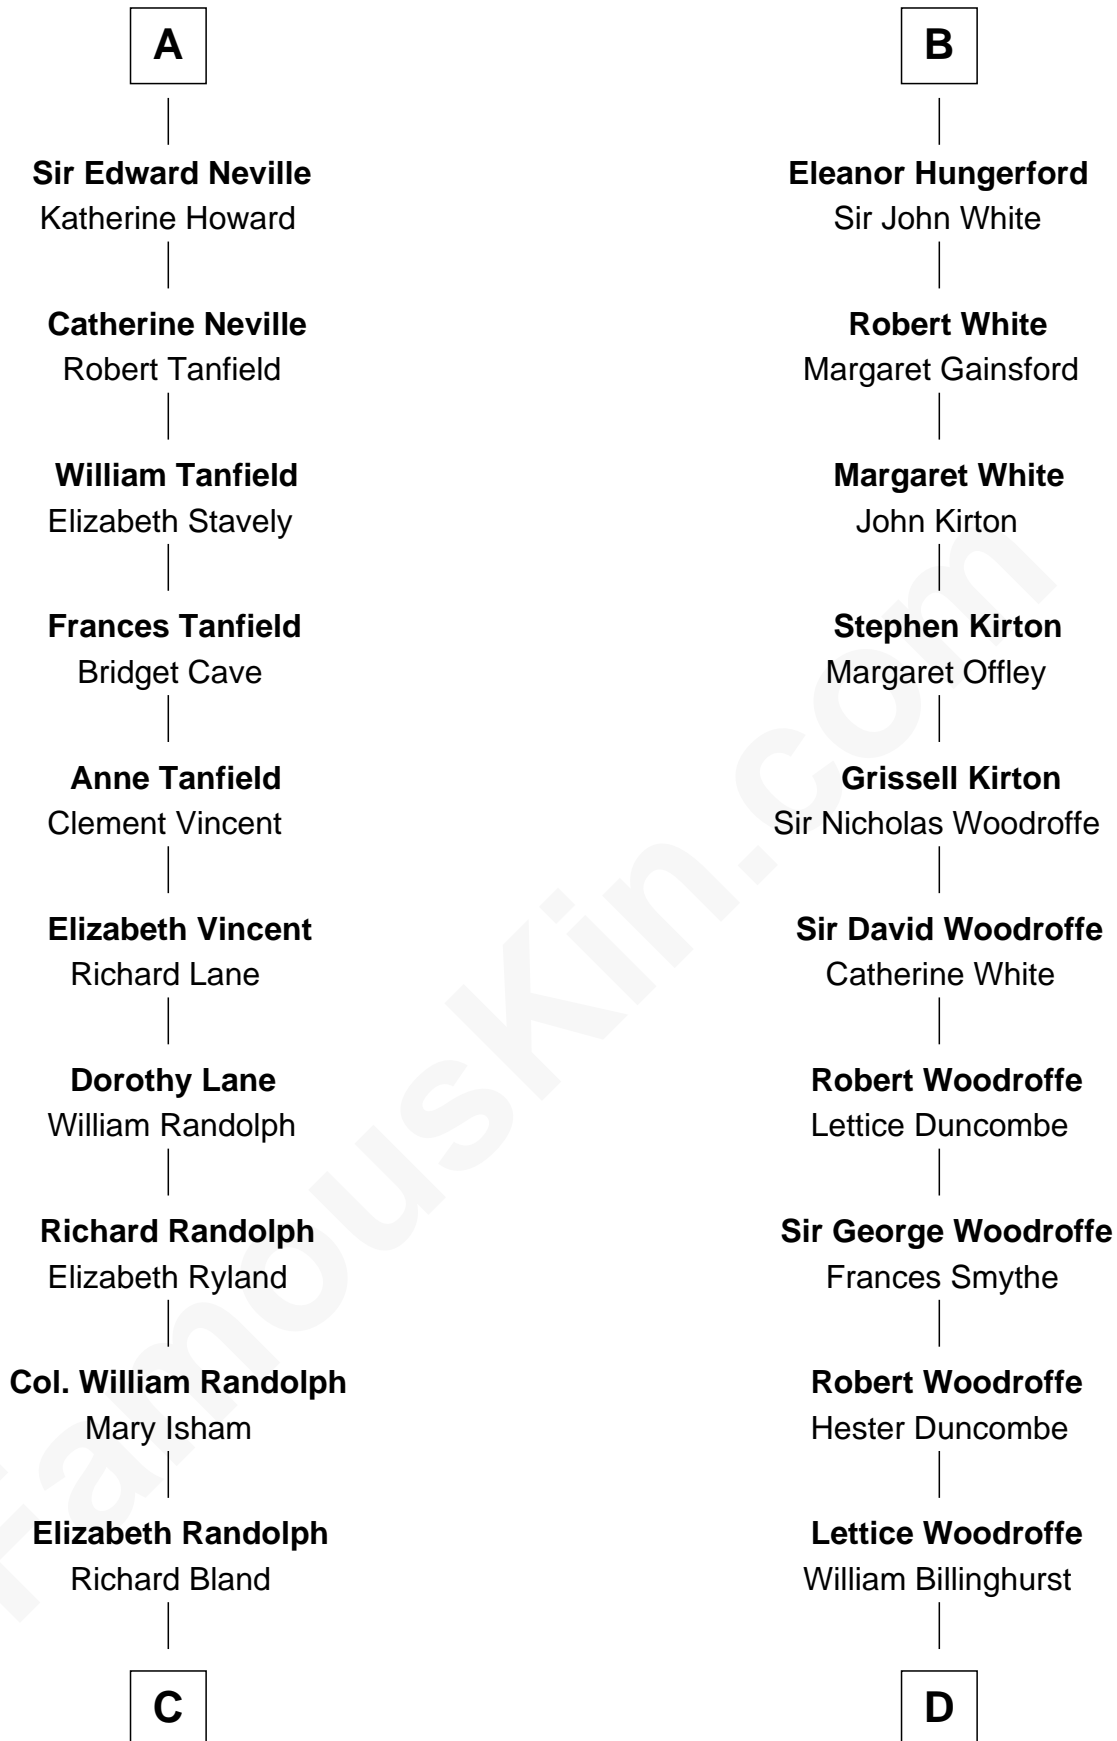 A
Sir Edward Neville
Katherine Howard
Catherine Neville
Robert Tanfield
William Tanfield
Elizabeth Stavely
Frances Tanfield
Bridget Cave
Anne Tanfield
Clement Vincent
Elizabeth Vincent
Richard Lane
Dorothy Lane
William Randolph
Richard Randolph
Elizabeth Ryland
Col. William Randolph
Mary Isham
Elizabeth Randolph
Richard Bland
C
B
Eleanor Hungerford
Sir John White
Robert White
Margaret Gainsford
Margaret White
John Kirton
Stephen Kirton
Margaret Offley
Grissell Kirton
Sir Nicholas Woodroffe
Sir David Woodroffe
Catherine White
Robert Woodroffe
Lettice Duncombe
Sir George Woodroffe
Frances Smythe
Robert Woodroffe
Hester Duncombe
Lettice Woodroffe
William Billinghurst
D
FamousKin.com